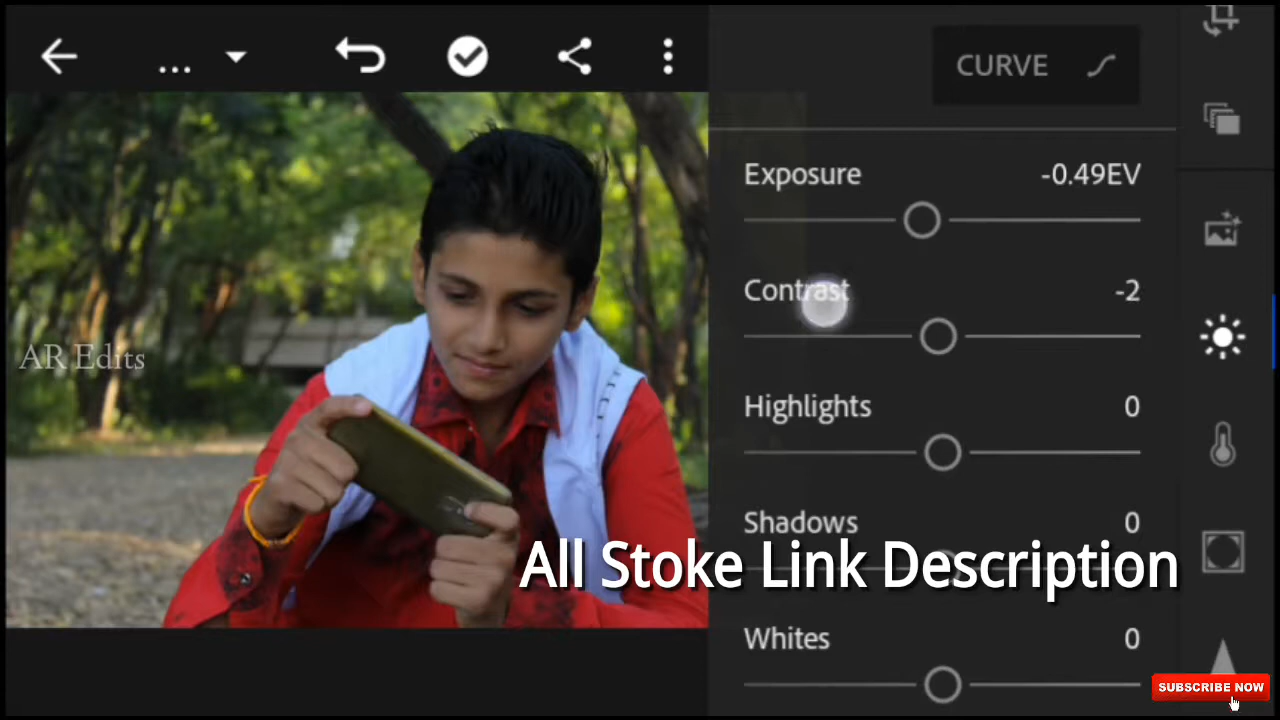 ...
CURVE
Exposure -0.49EV
Contrast -2
Highlights 0
AR Edits
Shadows 0
All Stoke Link Description
Whites 0
SUBSCRIBE NOW